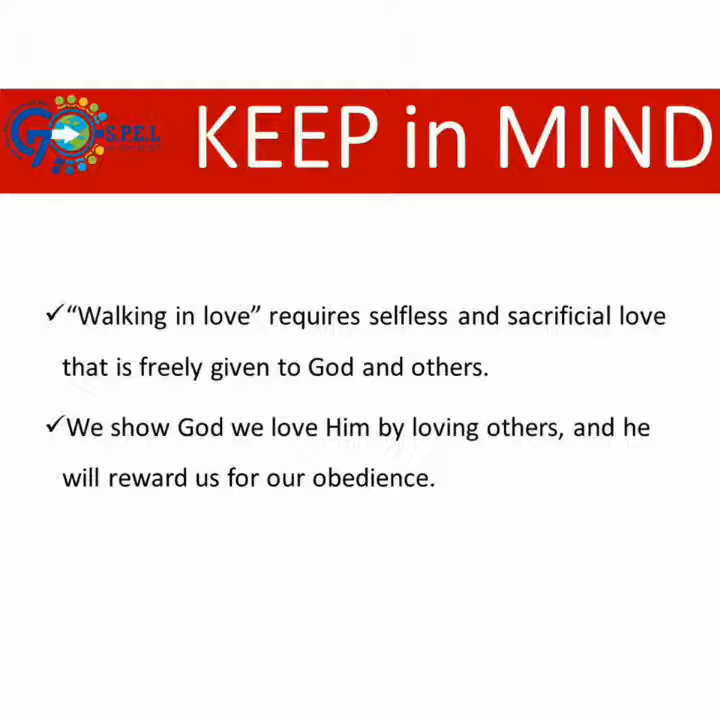 GO S.P.E.L
KEEP in MIND
✓“Walking in love” requires selfless and sacrificial love
that is freely given to God and others.
✓We show God we love Him by loving others, and he
will reward us for our obedience.